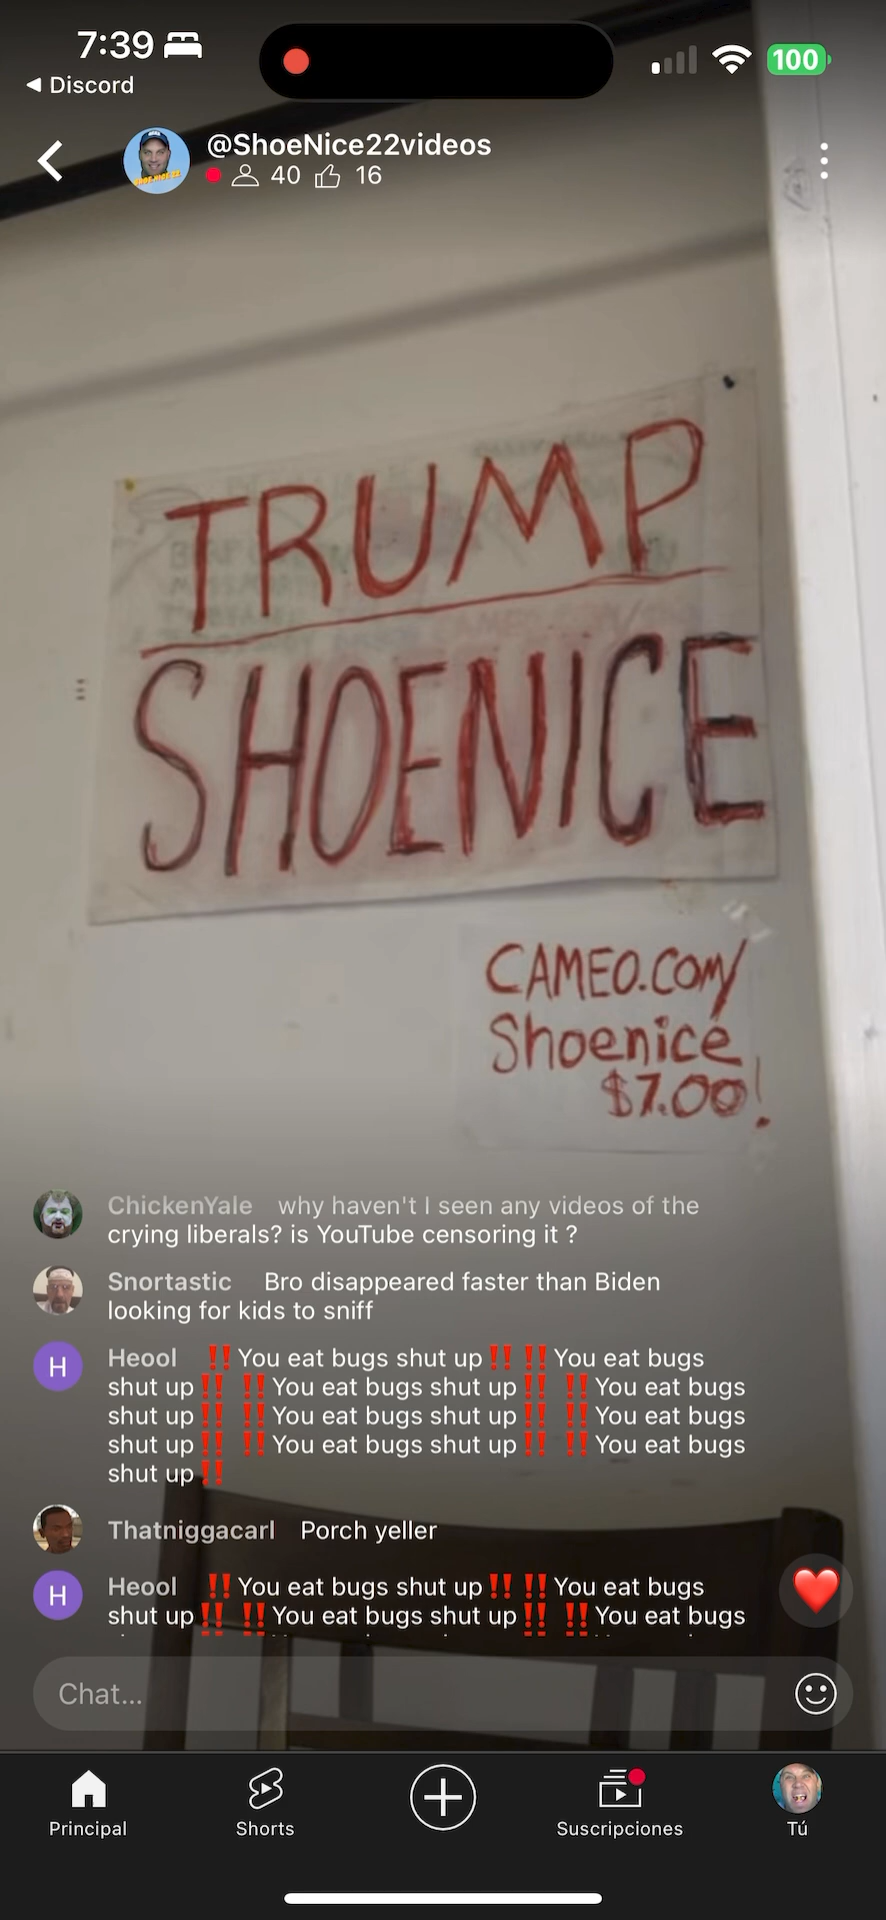 7:39
100
◄ Discord
@ShoeNice22videos
40 16
TRUMP
SHOENICE
CAMEO.COM/
Shoenice
$7.00!
ChickenYale why haven't I seen any videos of the
crying liberals? is YouTube censoring it ?
Snortastic Bro disappeared faster than Biden
looking for kids to sniff
H
Heool ‼️You eat bugs shut up‼️ ‼️You eat bugs
shut up‼️ ‼️You eat bugs shut up‼️ ‼️You eat bugs
shut up‼️ ‼️You eat bugs shut up‼️ ‼️You eat bugs
shut up‼️ ‼️You eat bugs shut up‼️ ‼️You eat bugs
shut up‼️
Thatniggacarl Porch yeller
H
Heool ‼️You eat bugs shut up‼️ ‼️You eat bugs
shut up‼️ ‼️You eat bugs shut up‼️ ‼️You eat bugs
Chat...
Principal
Shorts
Suscripciones
Tú